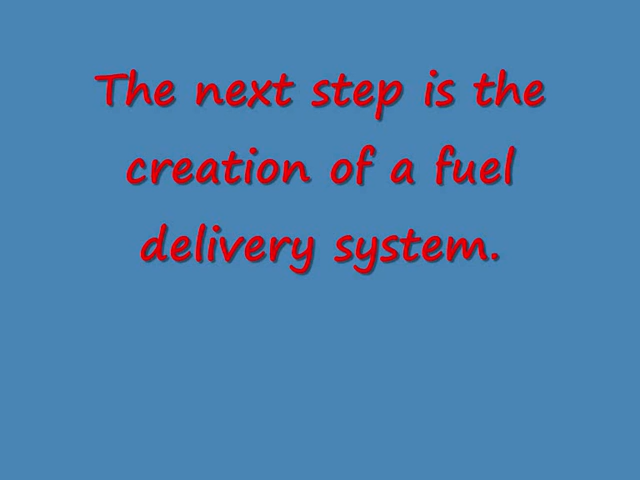 The next step is the
creation of a fuel
delivery system.